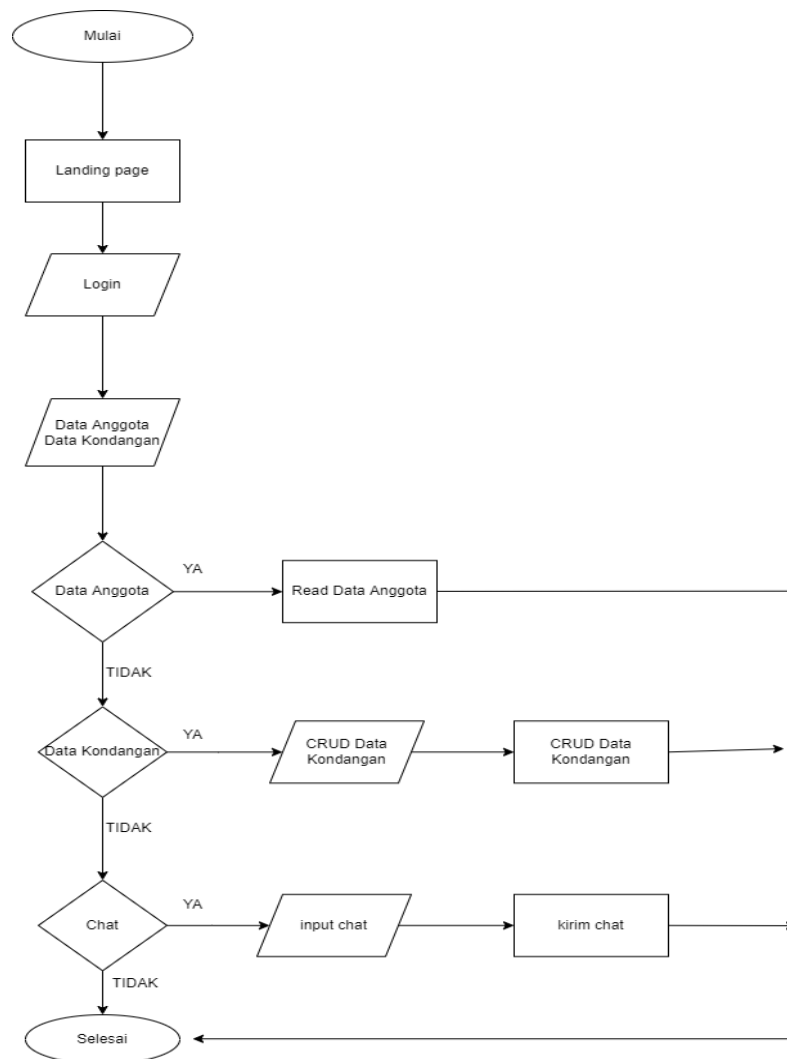 Mulai
Landing page
Login
Data Anggota
Data Kondangan
Data Anggota
YA
Read Data Anggota
TIDAK
Data Kondangan
YA
CRUD Data
Kondangan
CRUD Data
Kondangan
TIDAK
Chat
YA
input chat
kirim chat
TIDAK
Selesai